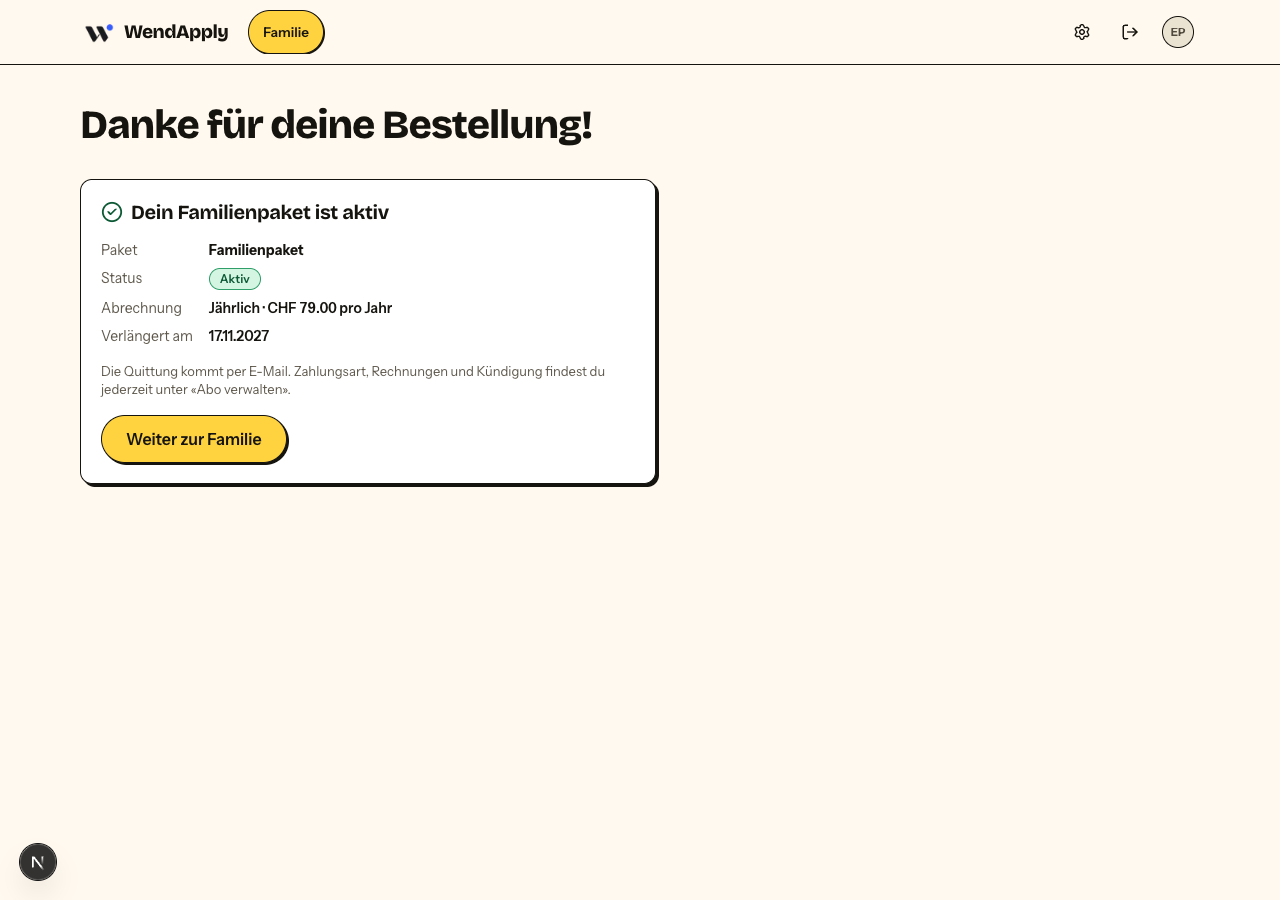 WendApply
Familie
EP
Danke für deine Bestellung!
Dein Familienpaket ist aktiv
Paket Familienpaket
Status Aktiv
Abrechnung Jährlich · CHF 79.00 pro Jahr
Verlängert am 17.11.2027
Die Quittung kommt per E-Mail. Zahlungsart, Rechnungen und Kündigung findest du
jederzeit unter «Abo verwalten».
Weiter zur Familie
N